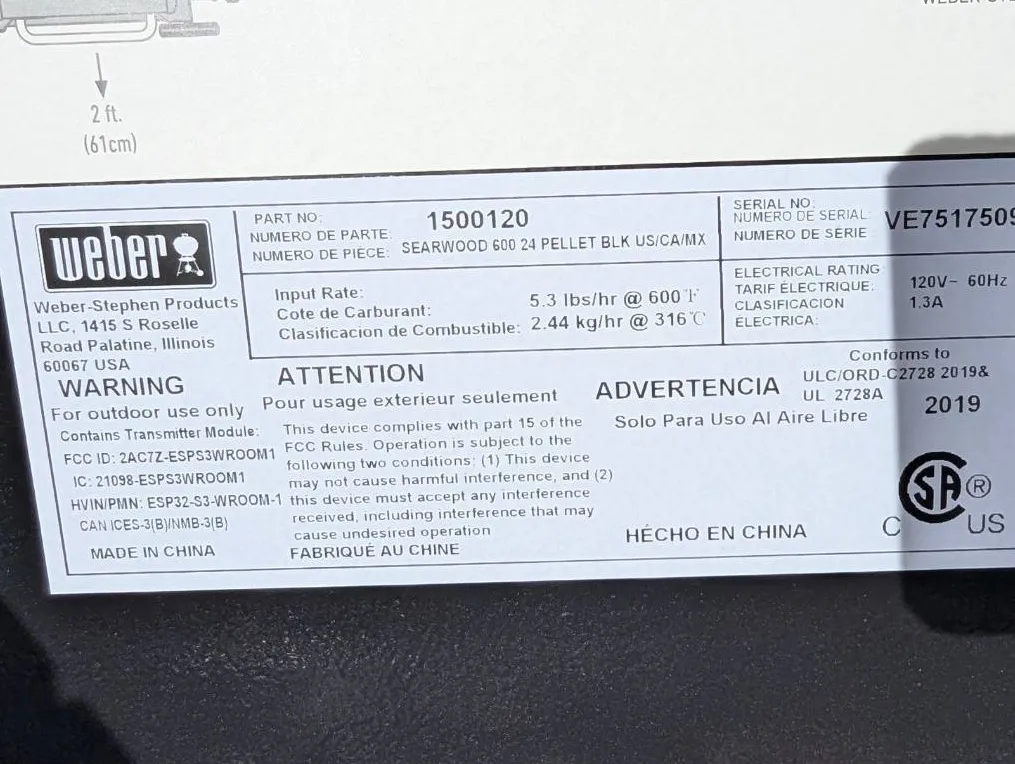 2 ft.
(61cm)
weber
Weber-Stephen Products
LLC, 1415 S Roselle
Road Palatine, Illinois
60067 USA
PART NO:
NUMERO DE PARTE:
NUMERO DE PIÈCE:
1500120
SEARWOOD 600 24 PELLET BLK US/CA/MX
SERIAL NO:
NUMERO DE SERIAL:
NUMERO DE SERIE
VE7517509
Input Rate:
Cote de Carburant:
Clasificacion de Combustible:
5.3 lbs/hr @ 600°F
2.44 kg/hr @ 316°C
ELECTRICAL RATING
TARIF ÉLECTRIQUE:
CLASIFICACION
ÉLECTRICA:
120V~ 60Hz
1.3A
WARNING
For outdoor use only
Contains Transmitter Module:
FCC ID: 2AC7Z-ESPS3WROOM1
IC: 21098-ESPS3WROOM1
HVIN/PMN: ESP32-S3-WROOM-1
CAN ICES-3(B)/NMB-3(B)
MADE IN CHINA
ATTENTION
Pour usage exterieur seulement
This device complies with part 15 of the
FCC Rules. Operation is subject to the
following two conditions: (1) This device
may not cause harmful interference, and (2)
this device must accept any interference
received, including interference that may
cause undesired operation
FABRIQUÉ AU CHINE
ADVERTENCIA
Solo Para Uso Al Aire Libre
HÉCHO EN CHINA
Conforms to
ULC/ORD-C2728 2019&
UL 2728A
2019
C SA ® US